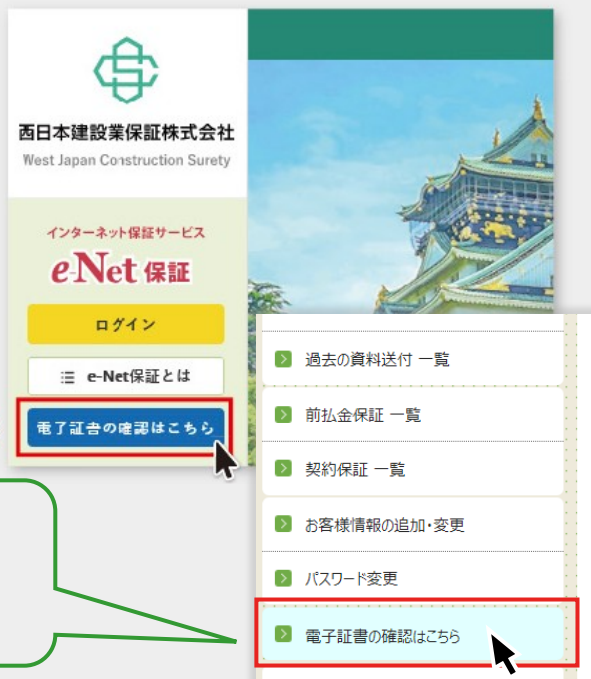 西日本建設業保証株式会社
West Japan Construction Surety
インターネット保証サービス
e-Net 保証
ログイン
e-Net保証とは
電子証書の確認はこちら
過去の資料送付 一覧
前払金保証 一覧
契約保証 一覧
お客様情報の追加・変更
パスワード変更
電子証書の確認はこちら